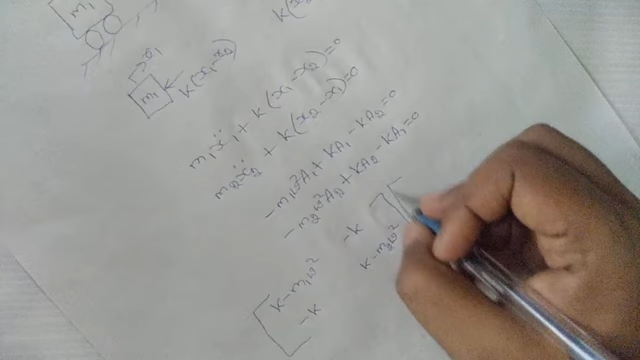 m₁
K(x
x₁
m₁ K(x₁-x₂)
m₁ẍ₁ + K(x₁-x₂)=0
m₂ẍ₂ + K(x₂-x₁)=0
-m₁ω²A₁+KA₁-KA₂=0
-m₂ω²A₂+KA₂-KA₁=0
[K-m₁ω² -K
-K K-m₂ω²] [